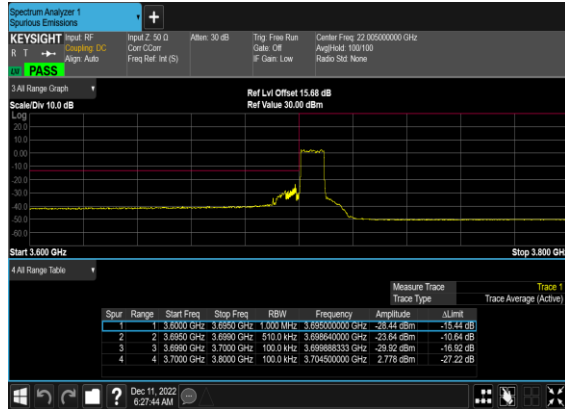 Spectrum Analyzer 1
Spurious Emissions
+
KEYSIGHT Input: RF Input Z: 50 Ω Atten: 30 dB Trig: Free Run Center Freq: 22.005000000 GHz
R T Coupling: DC Corr CCorr Gate: Off Avg|Hold: 100/100
Align: Auto Freq Ref: Int (S) IF Gain: Low Radio Std: None
PASS
3 All Range Graph
Ref Lvl Offset 15.68 dB
Scale/Div 10.0 dB Ref Value 30.00 dBm
Log
20.0
10.0
0.00
-10.0
-20.0
-30.0
-40.0
-50.0
-60.0
Start 3.600 GHz Stop 3.800 GHz
4 All Range Table
Measure Trace Trace 1
Trace Type Trace Average (Active)
Spur Range Start Freq Stop Freq RBW Frequency Amplitude ΔLimit
1 1 3.6000 GHz 3.6950 GHz 1.000 MHz 3.695000000 GHz -28.44 dBm -15.44 dB
2 2 3.6950 GHz 3.6990 GHz 510.0 kHz 3.698640000 GHz -23.64 dBm -10.64 dB
3 3 3.6990 GHz 3.7000 GHz 100.0 kHz 3.699888333 GHz -29.92 dBm -16.92 dB
4 4 3.7000 GHz 3.8000 GHz 100.0 kHz 3.704500000 GHz 2.778 dBm -27.22 dB
? Dec 11, 2022
6:27:44 AM